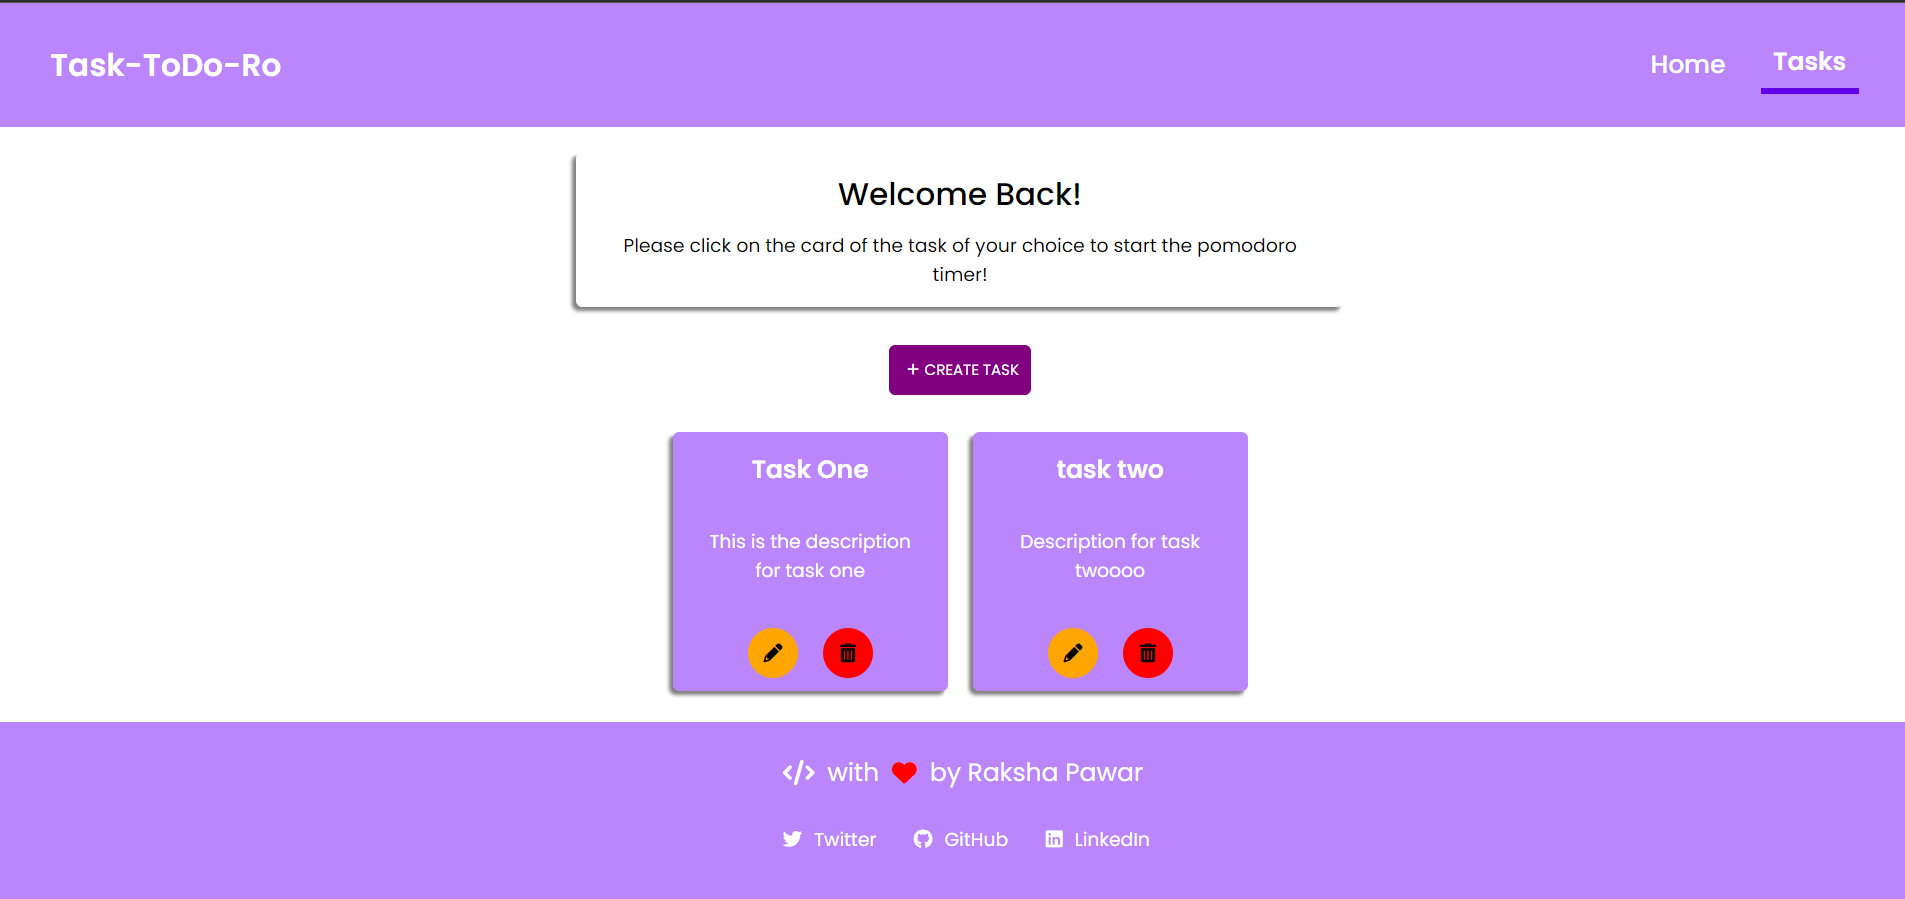 Task-ToDo-Ro
Home Tasks
Welcome Back!
Please click on the card of the task of your choice to start the pomodoro
timer!
+ CREATE TASK
Task One
This is the description
for task one
task two
Description for task
twoooo
</> with ❤ by Raksha Pawar
Twitter GitHub LinkedIn